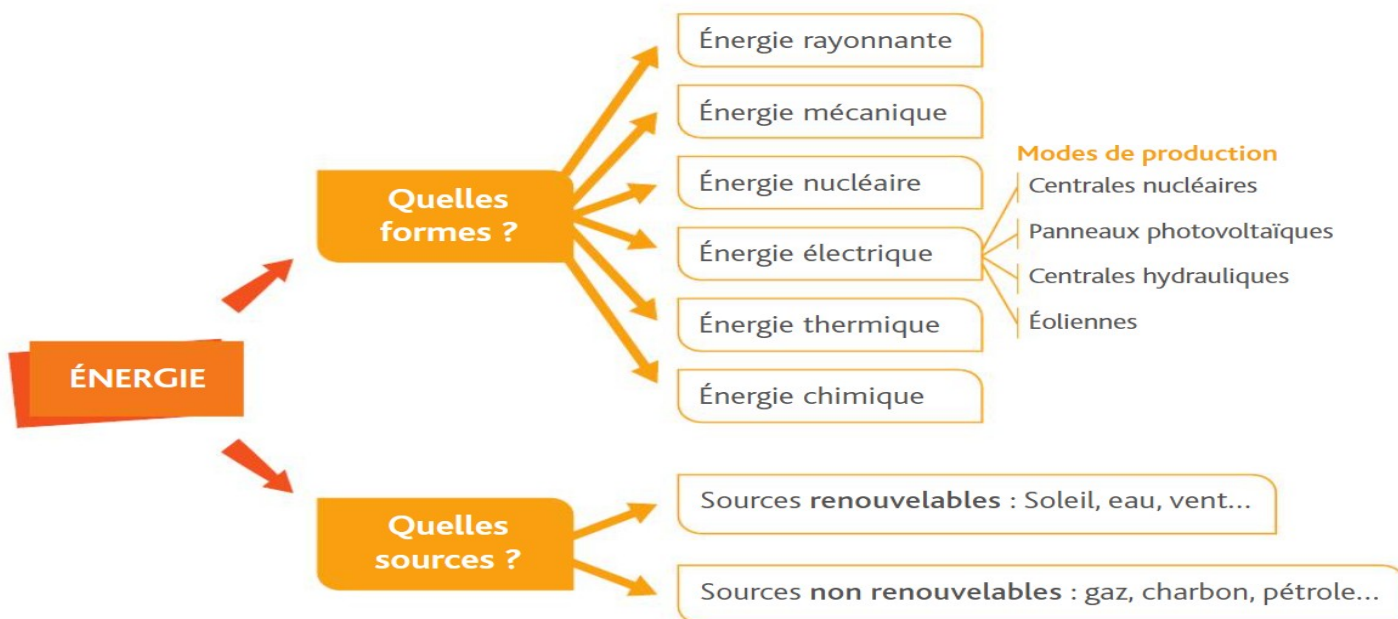 ÉNERGIE
Quelles
formes ?
Énergie rayonnante
Énergie mécanique
Énergie nucléaire
Énergie électrique
Énergie thermique
Énergie chimique
Modes de production
Centrales nucléaires
Panneaux photovoltaïques
Centrales hydrauliques
Éoliennes
Quelles
sources ?
Sources renouvelables : Soleil, eau, vent...
Sources non renouvelables : gaz, charbon, pétrole...